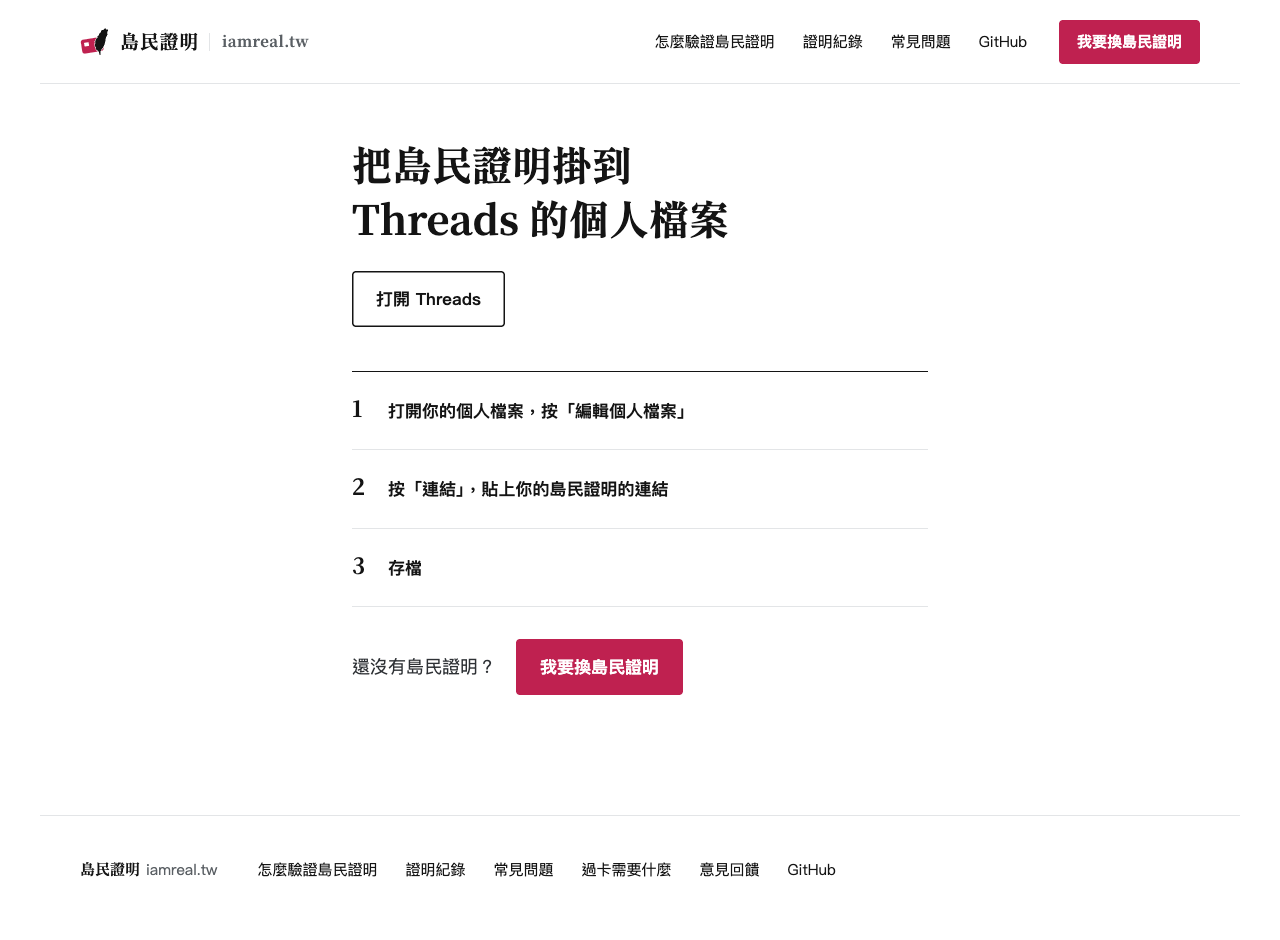 島民證明 iamreal.tw 怎麼驗證島民證明 證明紀錄 常見問題 GitHub 我要換島民證明
把島民證明掛到
Threads 的個人檔案
打開 Threads
1 打開你的個人檔案，按「編輯個人檔案」
2 按「連結」，貼上你的島民證明的連結
3 存檔
還沒有島民證明？ 我要換島民證明
島民證明 iamreal.tw 怎麼驗證島民證明 證明紀錄 常見問題 過卡需要什麼 意見回饋 GitHub